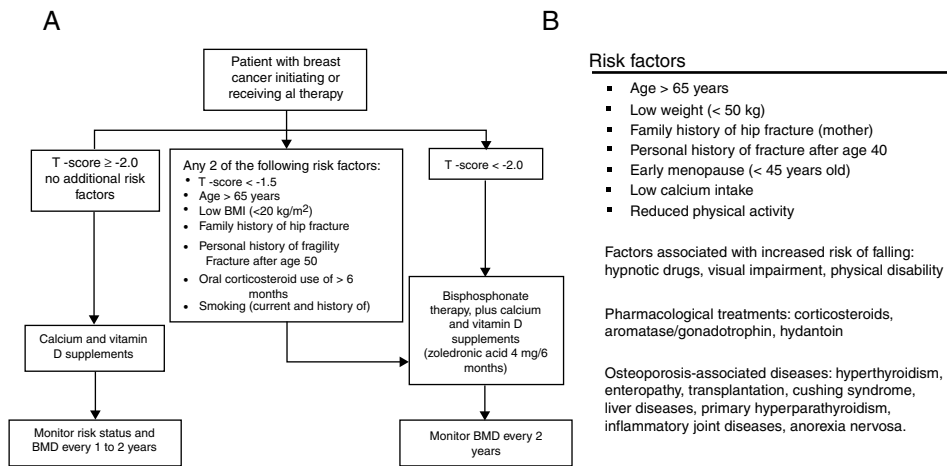 A
Patient with breast
cancer initiating or
receiving al therapy
T -score ≥ -2.0
no additional risk
factors
Any 2 of the following risk factors:
• T -score < -1.5
• Age > 65 years
• Low BMI (<20 kg/m²)
• Family history of hip fracture
• Personal history of fragility
Fracture after age 50
• Oral corticosteroid use of > 6
months
• Smoking (current and history of)
T -score < -2.0
Calcium and vitamin
D supplements
Bisphosphonate
therapy, plus calcium
and vitamin D
supplements
(zoledronic acid 4 mg/6
months)
Monitor risk status and
BMD every 1 to 2 years
Monitor BMD every 2
years
B
Risk factors
▪ Age > 65 years
▪ Low weight (< 50 kg)
▪ Family history of hip fracture (mother)
▪ Personal history of fracture after age 40
▪ Early menopause (< 45 years old)
▪ Low calcium intake
▪ Reduced physical activity
Factors associated with increased risk of falling:
hypnotic drugs, visual impairment, physical disability
Pharmacological treatments: corticosteroids,
aromatase/gonadotrophin, hydantoin
Osteoporosis-associated diseases: hyperthyroidism,
enteropathy, transplantation, cushing syndrome,
liver diseases, primary hyperparathyroidism,
inflammatory joint diseases, anorexia nervosa.